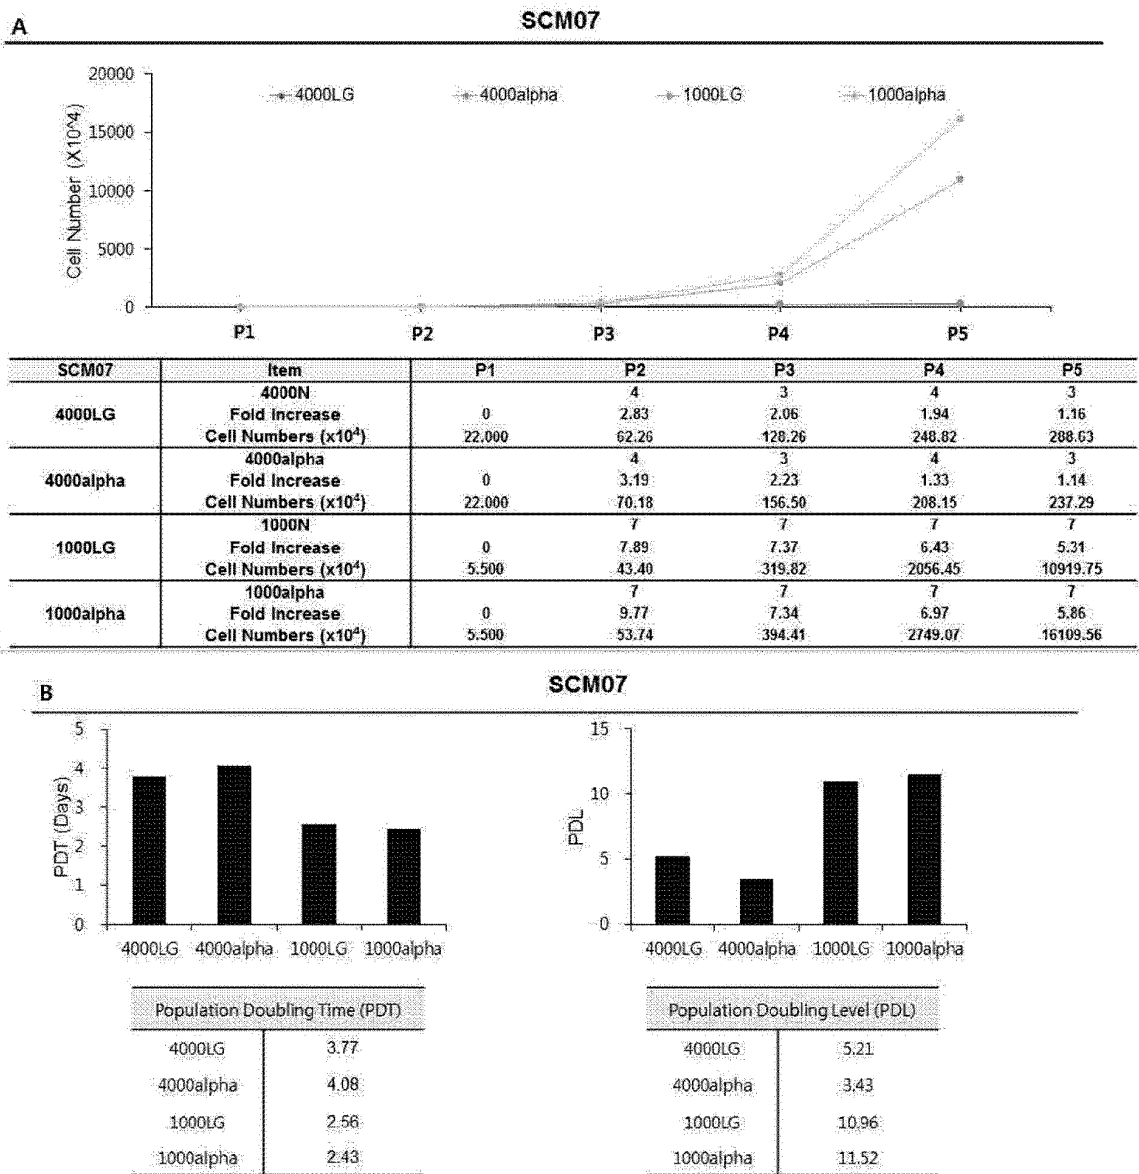 A
SCM07
20000
15000
10000
5000
0
Cell Number (X10^4)
4000LG 4000alpha 1000LG 1000alpha
P1 P2 P3 P4 P5
SCM07 Item P1 P2 P3 P4 P5
4000LG
4000N 4 3 4 3
Fold Increase 0 2.83 2.06 1.94 1.16
Cell Numbers (x10⁴) 22.000 62.26 128.26 248.82 288.63
4000alpha
4000alpha 4 3 4 3
Fold Increase 0 3.19 2.23 1.33 1.14
Cell Numbers (x10⁴) 22.000 70.18 156.50 208.15 237.29
1000LG
1000N 7 7 7 7
Fold Increase 0 7.89 7.37 6.43 5.31
Cell Numbers (x10⁴) 5.500 43.40 319.82 2056.45 10919.75
1000alpha
1000alpha 7 7 7 7
Fold Increase 0 9.77 7.34 6.97 5.86
Cell Numbers (x10⁴) 5.500 53.74 394.41 2749.07 16109.56
B
SCM07
5
4
3
2
1
0
PDT (Days)
4000LG 4000alpha 1000LG 1000alpha
15
10
5
0
PDL
4000LG 4000alpha 1000LG 1000alpha
Population Doubling Time (PDT)
4000LG 3.77
4000alpha 4.08
1000LG 2.56
1000alpha 2.43
Population Doubling Level (PDL)
4000LG 5.21
4000alpha 3.43
1000LG 10.96
1000alpha 11.52